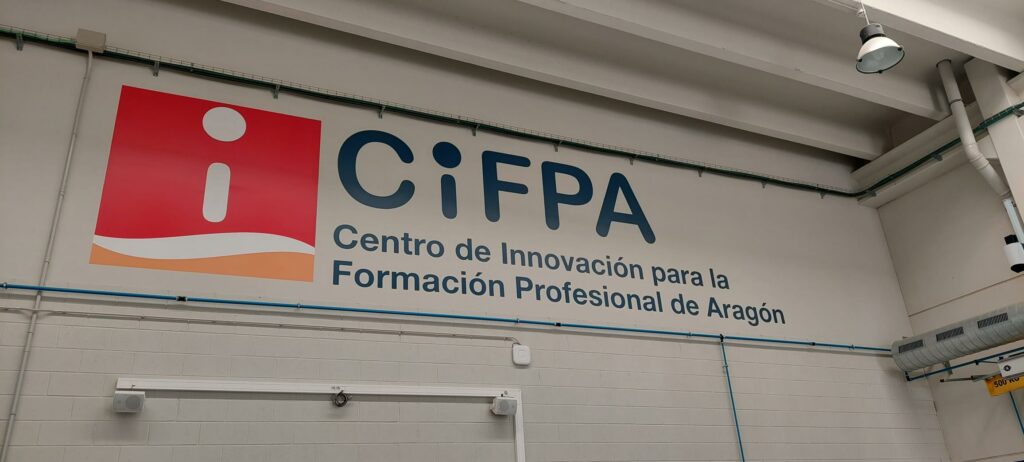 CiFPA
Centro de Innovación para la
Formación Profesional de Aragón
500 KG